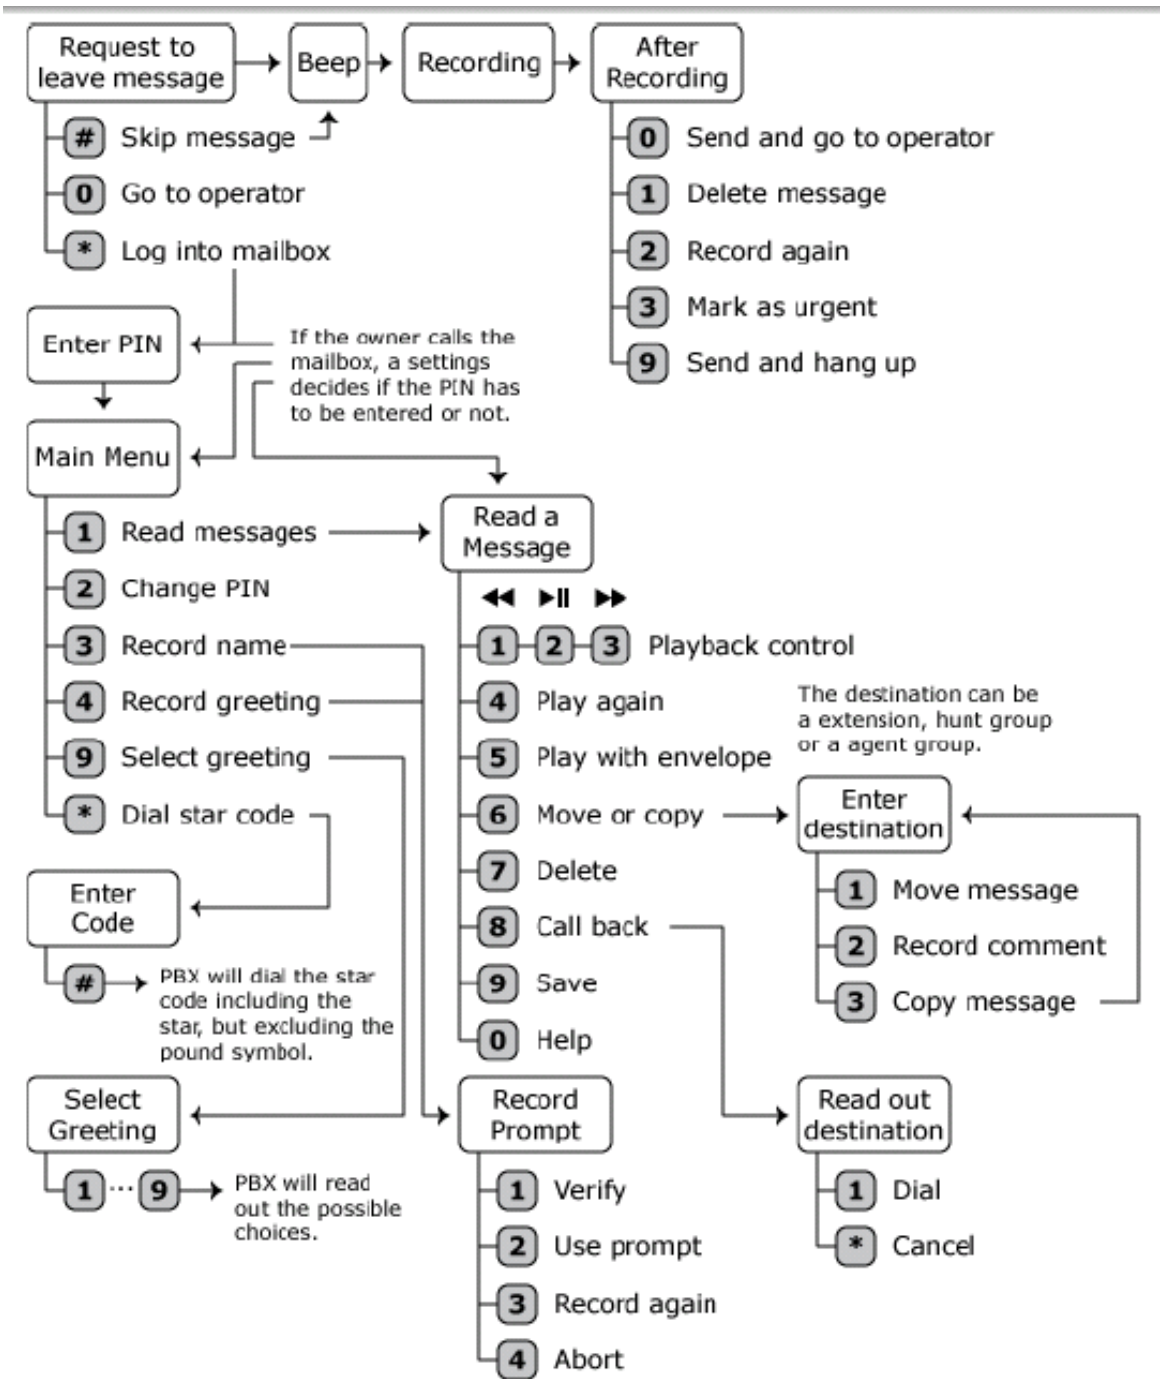 Request to
leave message
Beep
Recording
After
Recording
# Skip message
0 Go to operator
* Log into mailbox
0 Send and go to operator
1 Delete message
2 Record again
3 Mark as urgent
9 Send and hang up
Enter PIN
If the owner calls the
mailbox, a settings
decides if the PIN has
to be entered or not.
Main Menu
1 Read messages
2 Change PIN
3 Record name
4 Record greeting
9 Select greeting
* Dial star code
Read a
Message
1 2 3 Playback control
4 Play again
5 Play with envelope
6 Move or copy
7 Delete
8 Call back
9 Save
0 Help
The destination can be
a extension, hunt group
or a agent group.
Enter
destination
1 Move message
2 Record comment
3 Copy message
Enter
Code
# PBX will dial the star
code including the
star, but excluding the
pound symbol.
Select
Greeting
1 ... 9 PBX will read
out the possible
choices.
Record
Prompt
1 Verify
2 Use prompt
3 Record again
4 Abort
Read out
destination
1 Dial
* Cancel